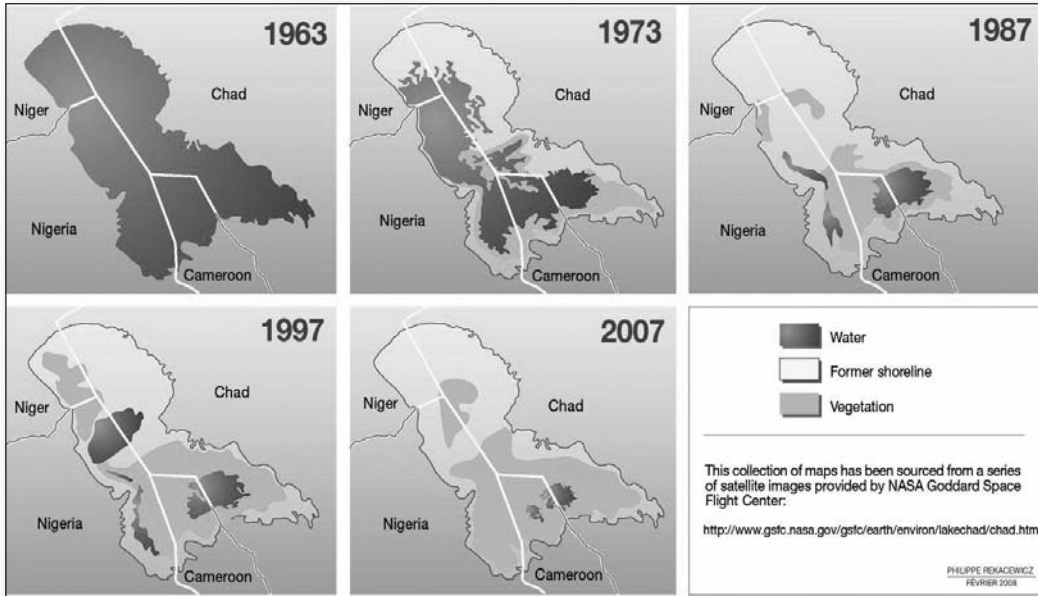 1963
Chad
Niger
Nigeria
Cameroon
1973
Chad
Niger
Nigeria
Cameroon
1987
Chad
Niger
Nigeria
Cameroon
1997
Chad
Niger
Nigeria
Cameroon
2007
Chad
Niger
Nigeria
Cameroon
Water
Former shoreline
Vegetation
This collection of maps has been sourced from a series
of satellite images provided by NASA Goddard Space
Flight Center:
http://www.gsfc.nasa.gov/gsfc/earth/environ/lakechad/chad.htm
PHILIPPE REKACEWICZ
FÉVRIER 2008